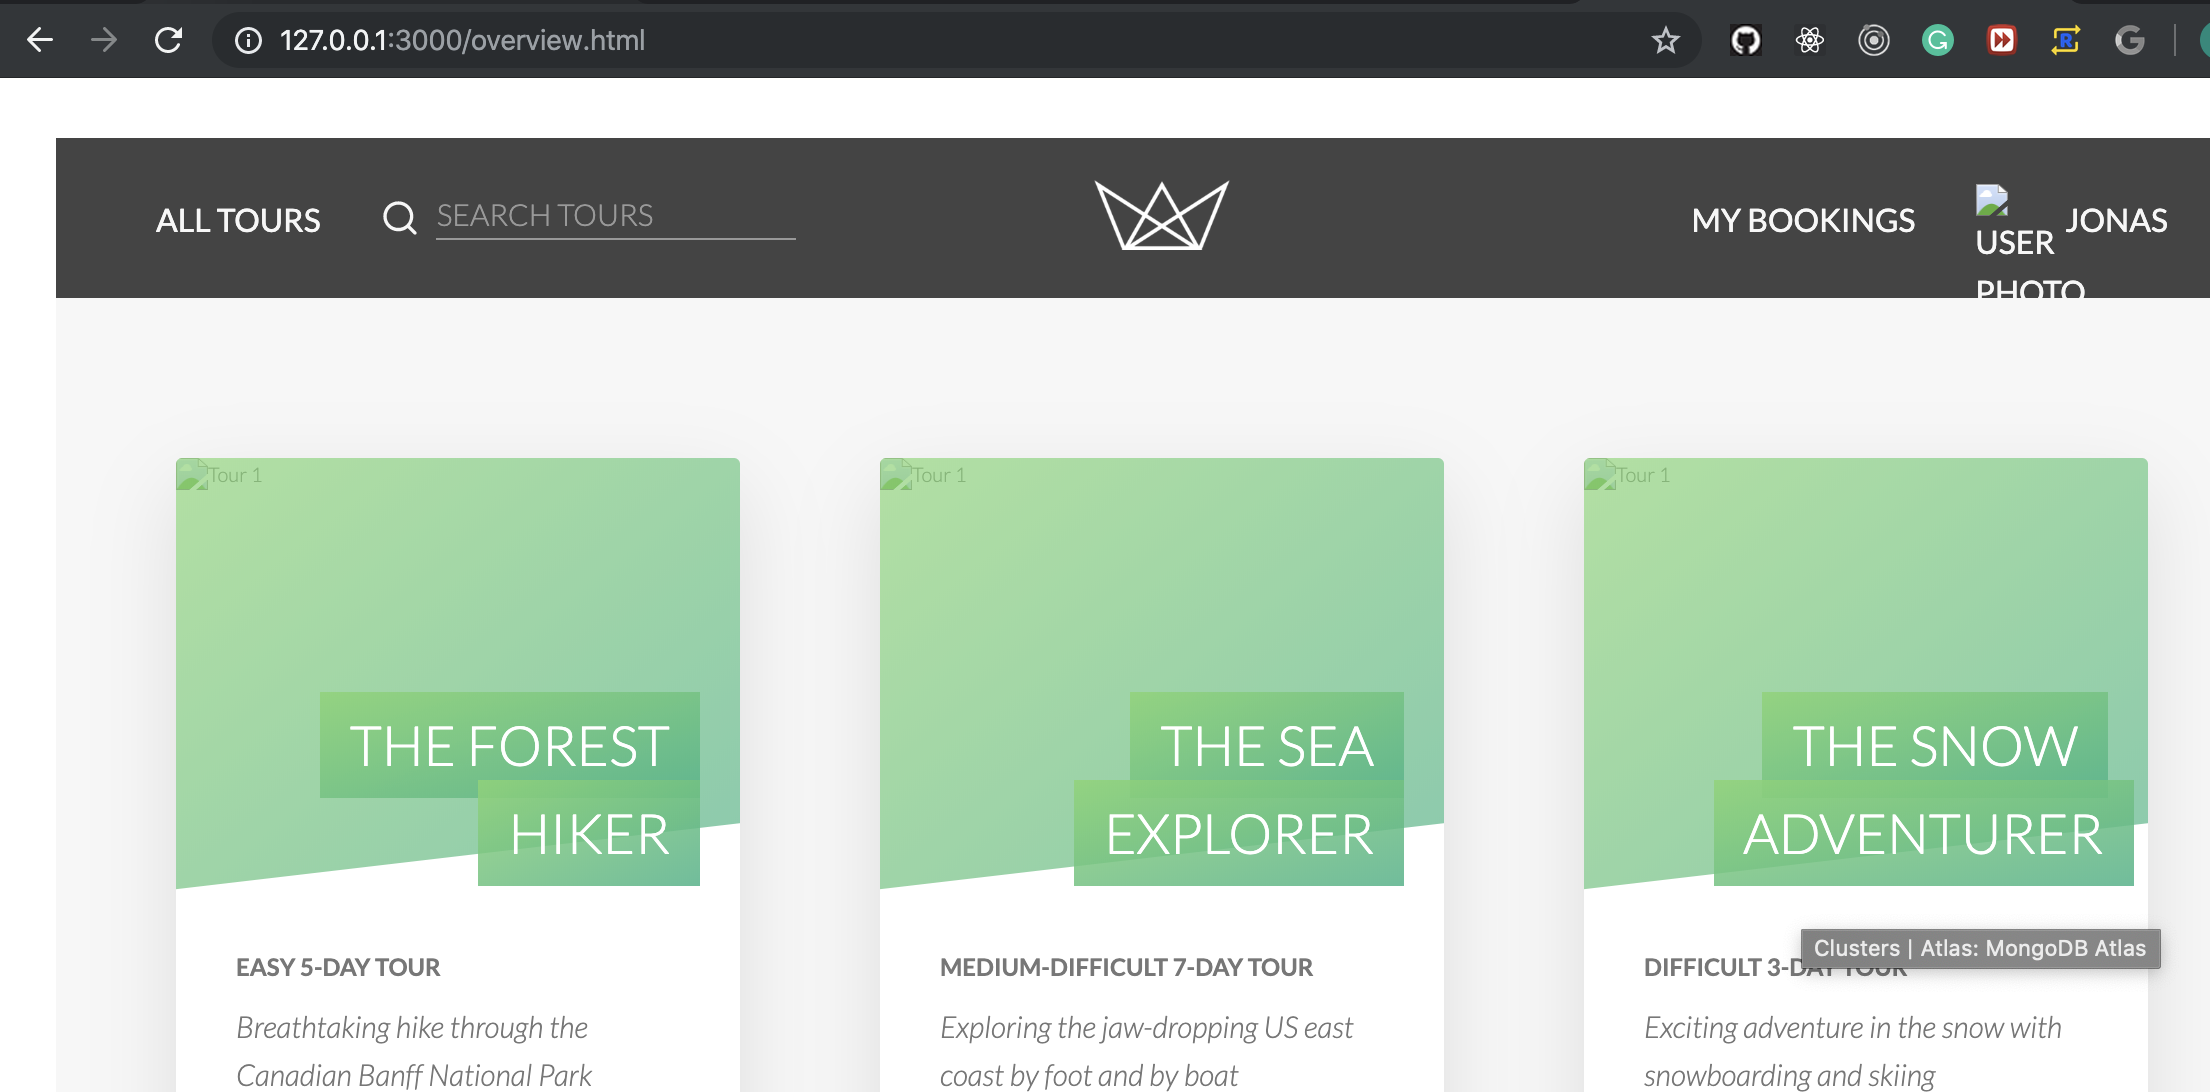 127.0.0.1:3000/overview.html
ALL TOURS
SEARCH TOURS
MY BOOKINGS
USER
PHOTO
JONAS
Tour 1
THE FOREST
HIKER
EASY 5-DAY TOUR
Breathtaking hike through the
Canadian Banff National Park
Tour 1
THE SEA
EXPLORER
MEDIUM-DIFFICULT 7-DAY TOUR
Exploring the jaw-dropping US east
coast by foot and by boat
Tour 1
THE SNOW
ADVENTURER
Clusters | Atlas: MongoDB Atlas
DIFFICULT 3-DAY TOUR
Exciting adventure in the snow with
snowboarding and skiing